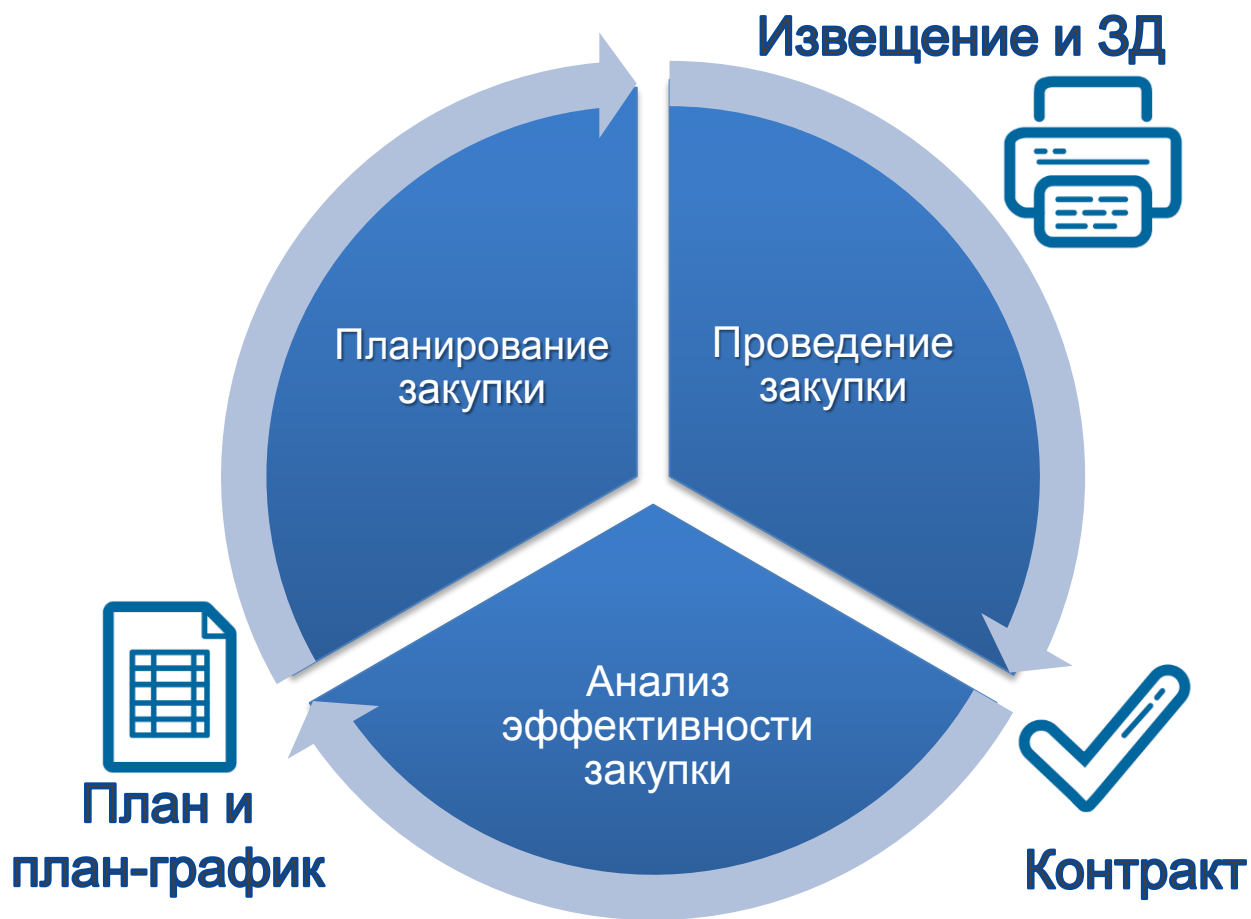 Извещение и ЗД
Планирование
закупки
Проведение
закупки
Анализ
эффективности
закупки
План и
план-график
Контракт